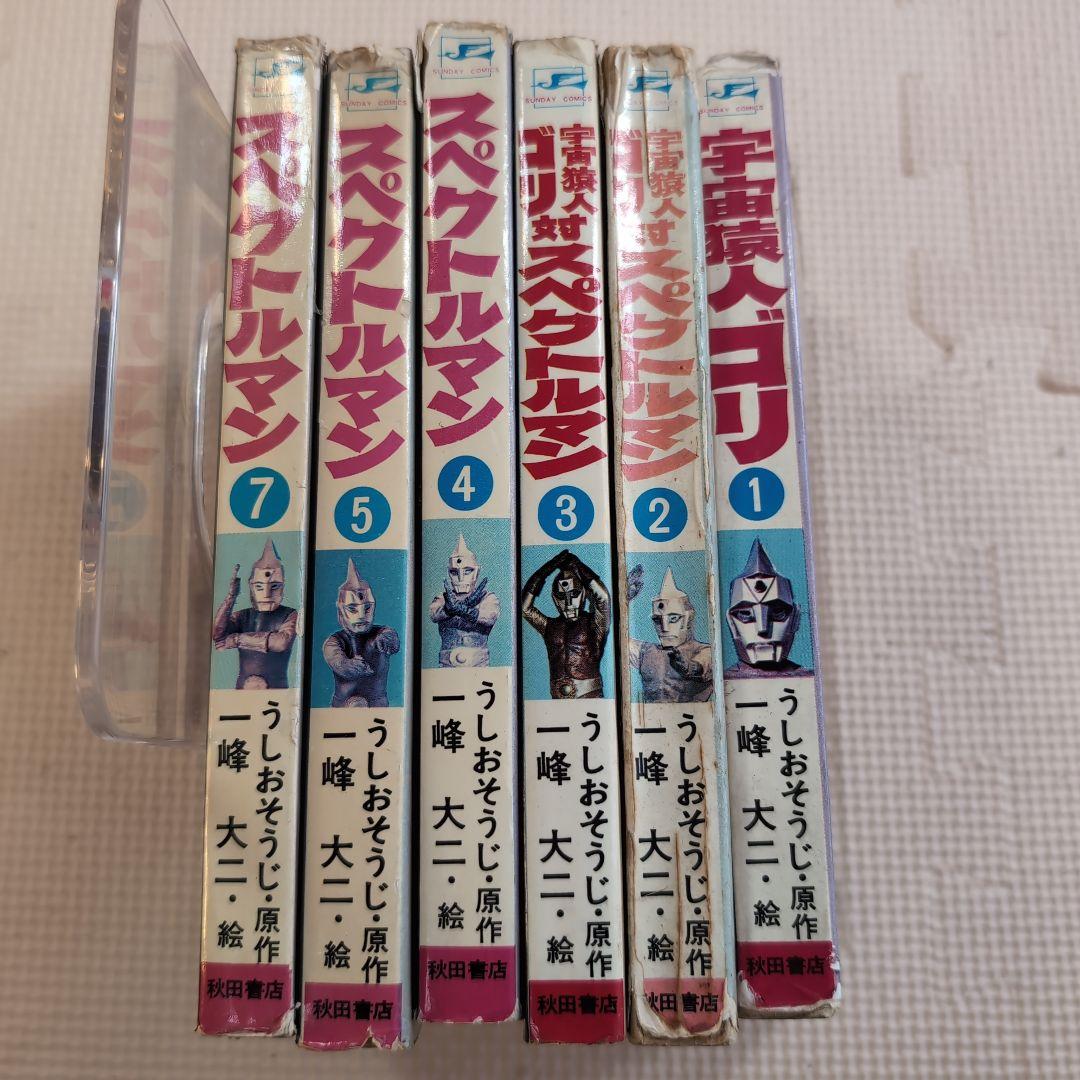 SUNDAY COMICS
スペクトルマン
7
うしおそうじ・原作
一峰 大二・絵
秋田書店
SUNDAY COMICS
スペクトルマン
5
うしおそうじ・原作
一峰 大二・絵
秋田書店
SUNDAY COMICS
スペクトルマン
4
うしおそうじ・原作
一峰 大二・絵
秋田書店
SUNDAY COMICS
宇宙猿人
ゴリ対スペクトルマン
3
うしおそうじ・原作
一峰 大二・絵
秋田書店
SUNDAY COMICS
宇宙猿人
ゴリ対スペクトルマン
2
うしおそうじ・原作
一峰 大二・絵
秋田書店
SUNDAY COMICS
宇宙猿人ゴリ
1
うしおそうじ・原作
一峰 大二・絵
秋田書店